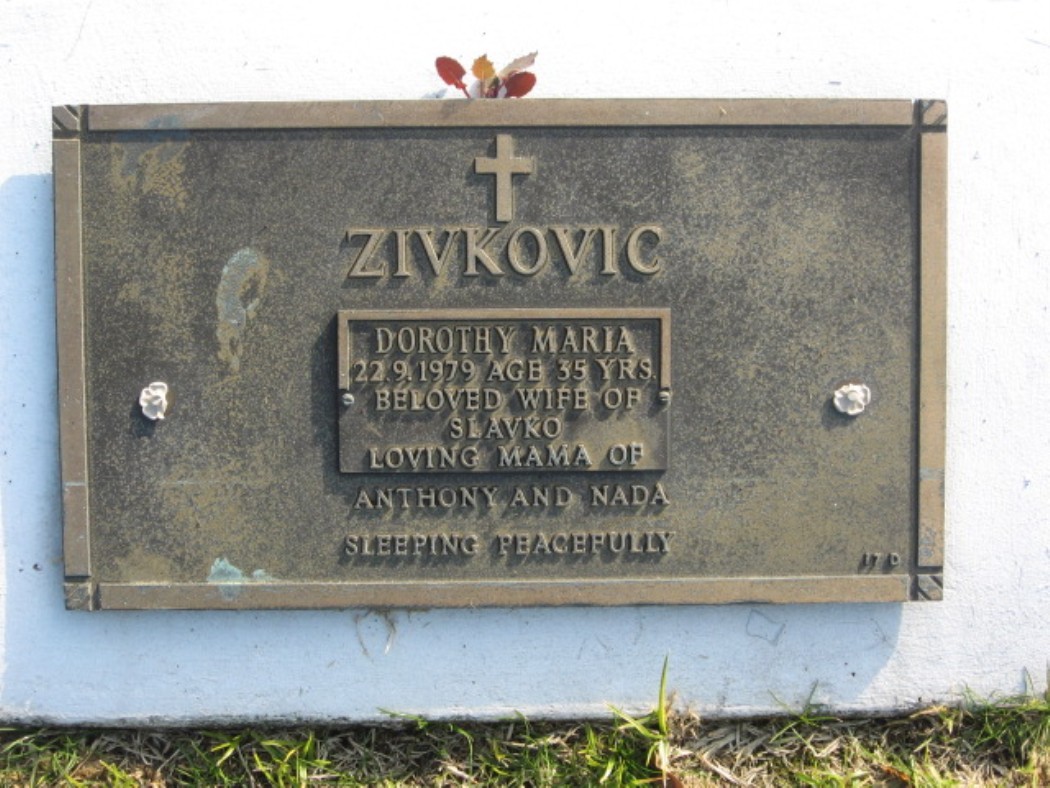 ZIVKOVIC
DOROTHY MARIA
22.9.1979 AGE 35 YRS.
BELOVED WIFE OF
SLAVKO
LOVING MAMA OF
ANTHONY AND NADA
SLEEPING PEACEFULLY
17 D